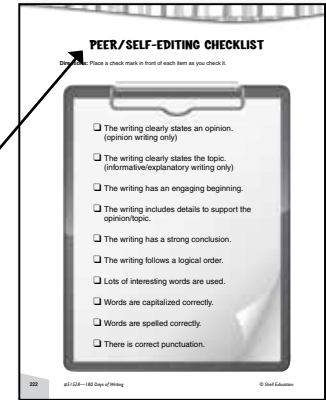 PEER/SELF-EDITING CHECKLIST
Directions: Place a check mark in front of each item as you check it.
❑ The writing clearly states an opinion.
(opinion writing only)
❑ The writing clearly states the topic.
(informative/explanatory writing only)
❑ The writing has an engaging beginning.
❑ The writing includes details to support the
opinion/topic.
❑ The writing has a strong conclusion.
❑ The writing follows a logical order.
❑ Lots of interesting words are used.
❑ Words are capitalized correctly.
❑ Words are spelled correctly.
❑ There is correct punctuation.
222 #51528—180 Days of Writing © Shell Education